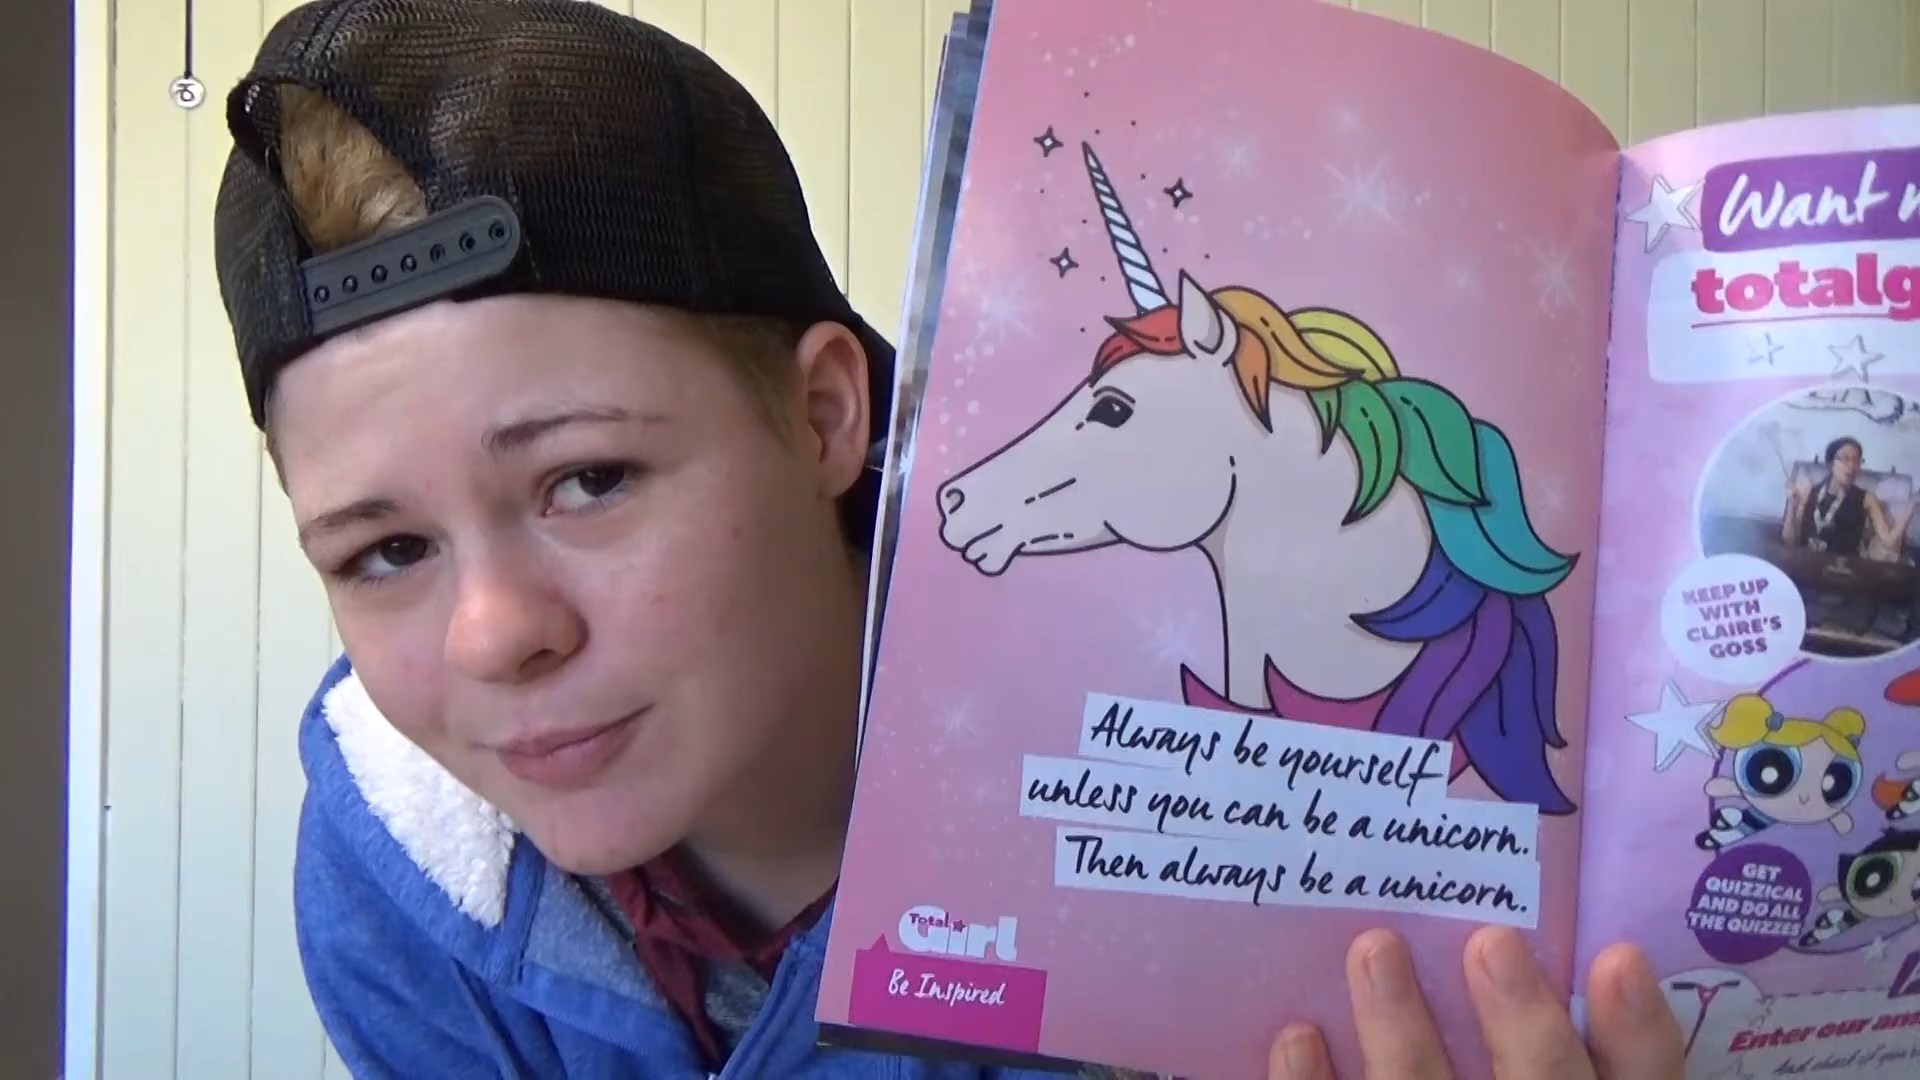 Always be yourself
unless you can be a unicorn.
Then always be a unicorn.
Total Girl
Be Inspired
Want
totalg
KEEP UP
WITH
CLAIRE'S
GOSS
GET
QUIZZICAL
AND DO ALL
THE QUIZZES
Enter our